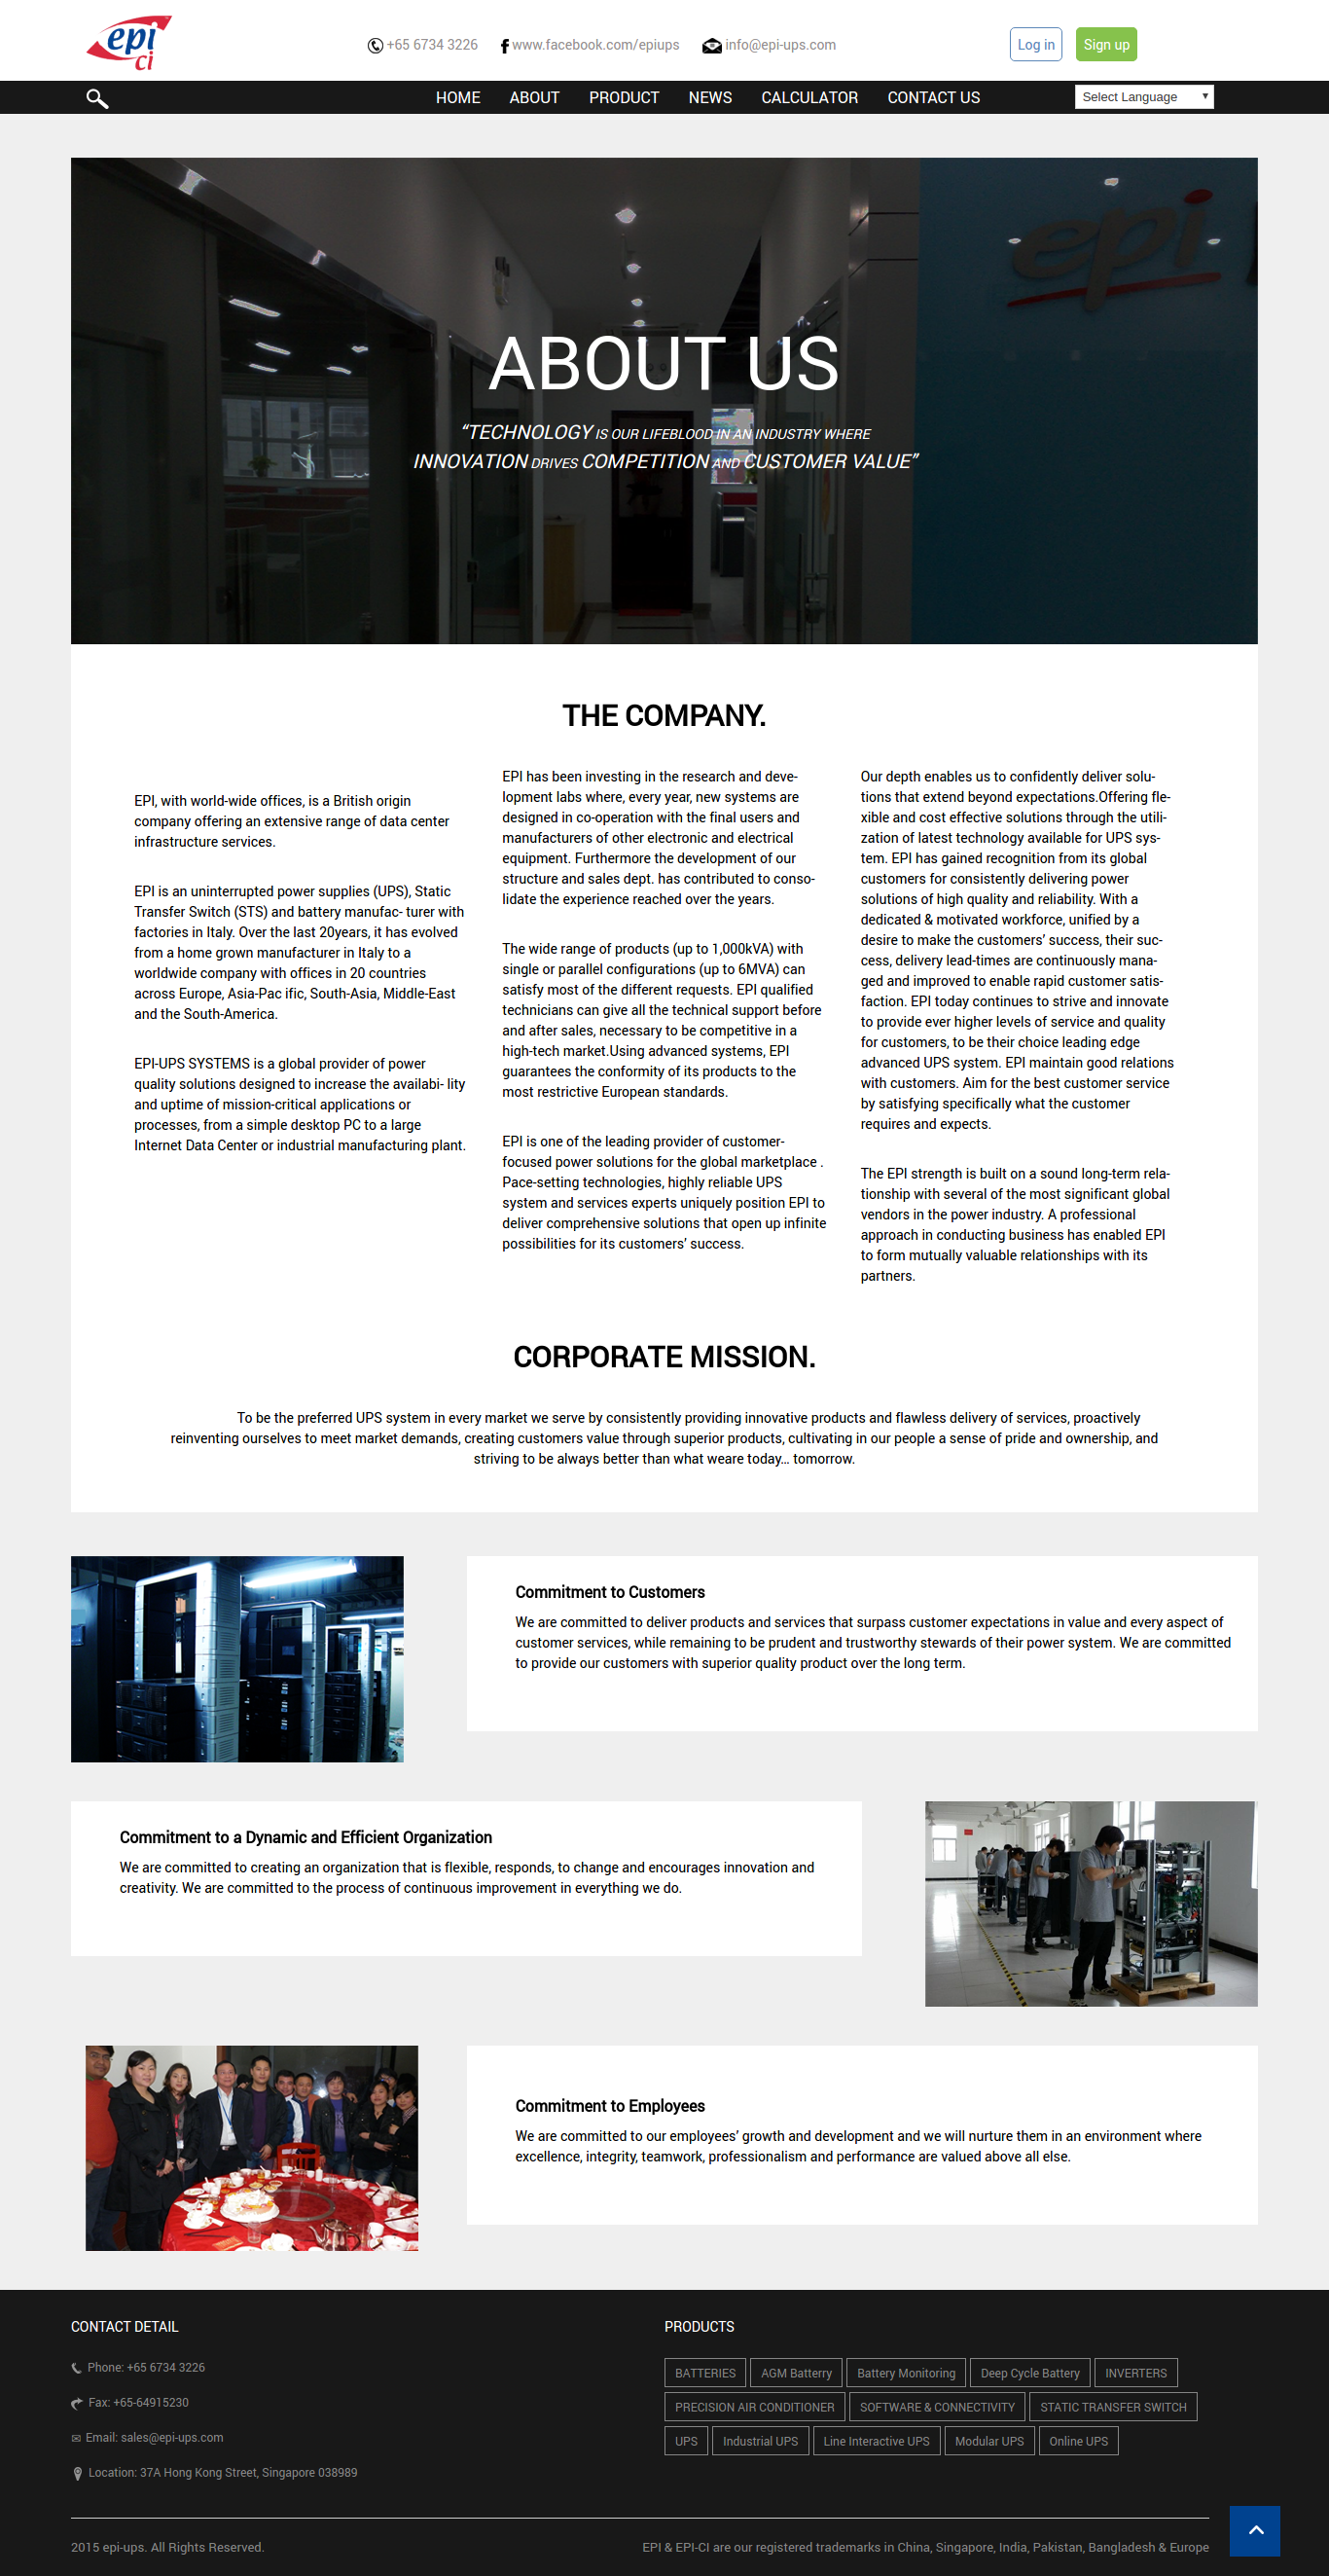 epi
ci
+65 6734 3226
www.facebook.com/epiups
info@epi-ups.com
Log in
Sign up
HOME
ABOUT
PRODUCT
NEWS
CALCULATOR
CONTACT US
Select Language
epi
ABOUT US
“TECHNOLOGY IS OUR LIFEBLOOD IN AN INDUSTRY WHERE
INNOVATION DRIVES COMPETITION AND CUSTOMER VALUE”
THE COMPANY.
EPI, with world-wide offices, is a British origin
company offering an extensive range of data center
infrastructure services.
EPI is an uninterrupted power supplies (UPS), Static
Transfer Switch (STS) and battery manufac- turer with
factories in Italy. Over the last 20years, it has evolved
from a home grown manufacturer in Italy to a
worldwide company with offices in 20 countries
across Europe, Asia-Pac ific, South-Asia, Middle-East
and the South-America.
EPI-UPS SYSTEMS is a global provider of power
quality solutions designed to increase the availabi- lity
and uptime of mission-critical applications or
processes, from a simple desktop PC to a large
Internet Data Center or industrial manufacturing plant.
EPI has been investing in the research and deve-
lopment labs where, every year, new systems are
designed in co-operation with the final users and
manufacturers of other electronic and electrical
equipment. Furthermore the development of our
structure and sales dept. has contributed to conso-
lidate the experience reached over the years.
The wide range of products (up to 1,000kVA) with
single or parallel configurations (up to 6MVA) can
satisfy most of the different requests. EPI qualified
technicians can give all the technical support before
and after sales, necessary to be competitive in a
high-tech market.Using advanced systems, EPI
guarantees the conformity of its products to the
most restrictive European standards.
EPI is one of the leading provider of customer-
focused power solutions for the global marketplace .
Pace-setting technologies, highly reliable UPS
system and services experts uniquely position EPI to
deliver comprehensive solutions that open up infinite
possibilities for its customers’ success.
Our depth enables us to confidently deliver solu-
tions that extend beyond expectations.Offering fle-
xible and cost effective solutions through the utili-
zation of latest technology available for UPS sys-
tem. EPI has gained recognition from its global
customers for consistently delivering power
solutions of high quality and reliability. With a
dedicated & motivated workforce, unified by a
desire to make the customers’ success, their suc-
cess, delivery lead-times are continuously mana-
ged and improved to enable rapid customer satis-
faction. EPI today continues to strive and innovate
to provide ever higher levels of service and quality
for customers, to be their choice leading edge
advanced UPS system. EPI maintain good relations
with customers. Aim for the best customer service
by satisfying specifically what the customer
requires and expects.
The EPI strength is built on a sound long-term rela-
tionship with several of the most significant global
vendors in the power industry. A professional
approach in conducting business has enabled EPI
to form mutually valuable relationships with its
partners.
CORPORATE MISSION.
To be the preferred UPS system in every market we serve by consistently providing innovative products and flawless delivery of services, proactively
reinventing ourselves to meet market demands, creating customers value through superior products, cultivating in our people a sense of pride and ownership, and
striving to be always better than what weare today… tomorrow.
Commitment to Customers
We are committed to deliver products and services that surpass customer expectations in value and every aspect of
customer services, while remaining to be prudent and trustworthy stewards of their power system. We are committed
to provide our customers with superior quality product over the long term.
Commitment to a Dynamic and Efficient Organization
We are committed to creating an organization that is flexible, responds, to change and encourages innovation and
creativity. We are committed to the process of continuous improvement in everything we do.
Commitment to Employees
We are committed to our employees’ growth and development and we will nurture them in an environment where
excellence, integrity, teamwork, professionalism and performance are valued above all else.
CONTACT DETAIL
Phone: +65 6734 3226
Fax: +65-64915230
Email: sales@epi-ups.com
Location: 37A Hong Kong Street, Singapore 038989
PRODUCTS
BATTERIES
AGM Batterry
Battery Monitoring
Deep Cycle Battery
INVERTERS
PRECISION AIR CONDITIONER
SOFTWARE & CONNECTIVITY
STATIC TRANSFER SWITCH
UPS
Industrial UPS
Line Interactive UPS
Modular UPS
Online UPS
2015 epi-ups. All Rights Reserved.
EPI & EPI-CI are our registered trademarks in China, Singapore, India, Pakistan, Bangladesh & Europe